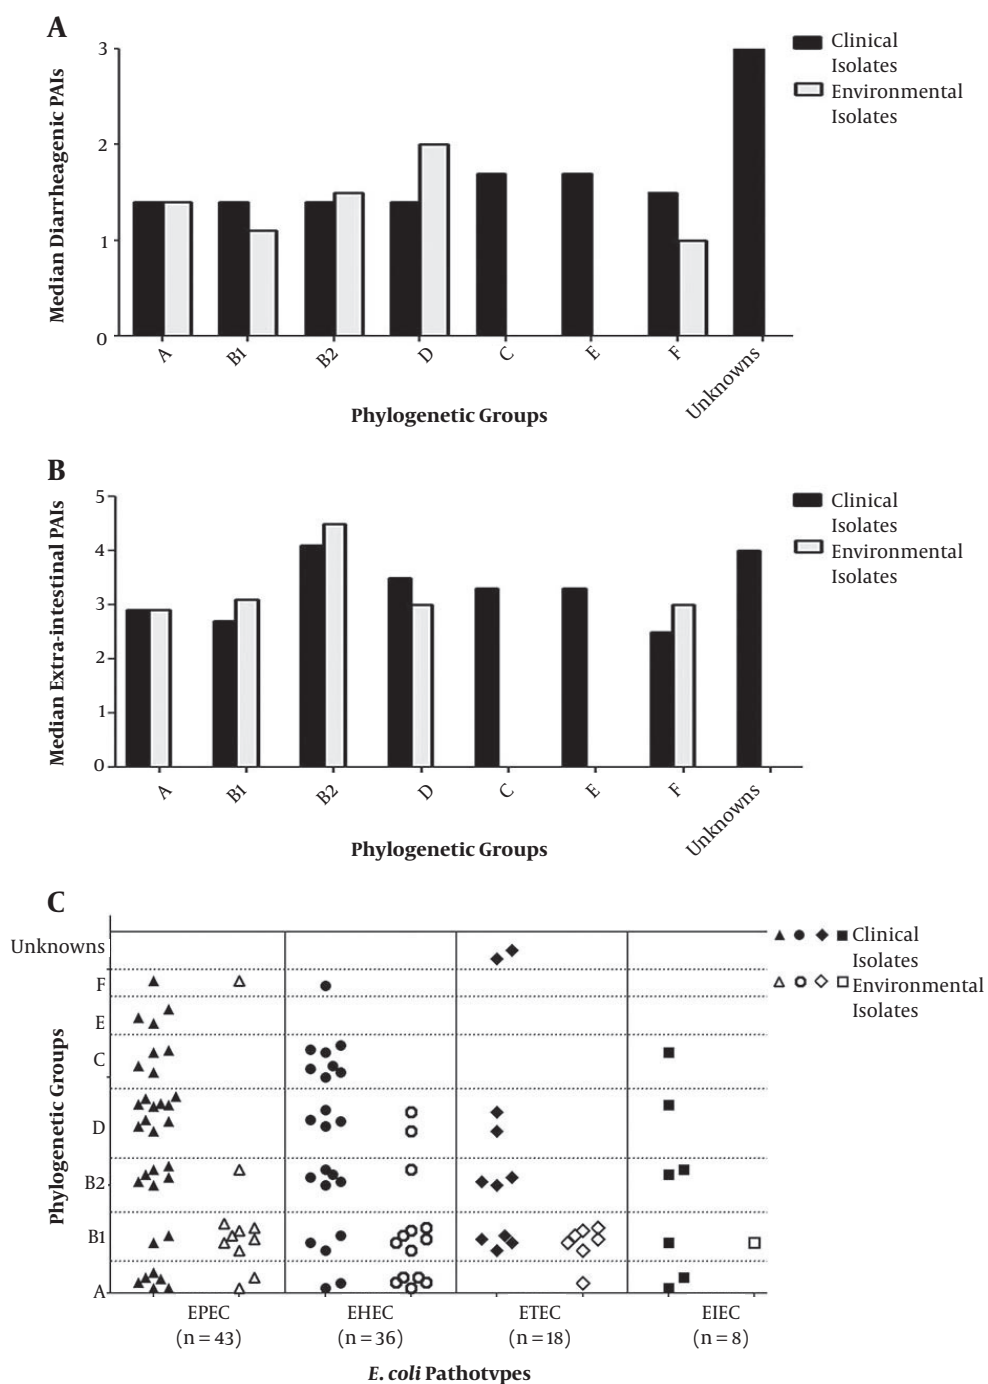 A
Median Diarrheagenic PAIs
3
2
1
0
A
B1
B2
D
C
E
F
Unknowns
Phylogenetic Groups
Clinical
Isolates
Environmental
Isolates
B
Median Extra-intestinal PAIs
5
4
3
2
1
0
A
B1
B2
D
C
E
F
Unknowns
Phylogenetic Groups
Clinical
Isolates
Environmental
Isolates
C
Phylogenetic Groups
Unknowns
F
E
C
D
B2
B1
A
EPEC
(n = 43)
EHEC
(n = 36)
ETEC
(n = 18)
EIEC
(n = 8)
E. coli Pathotypes
Clinical
Isolates
Environmental
Isolates